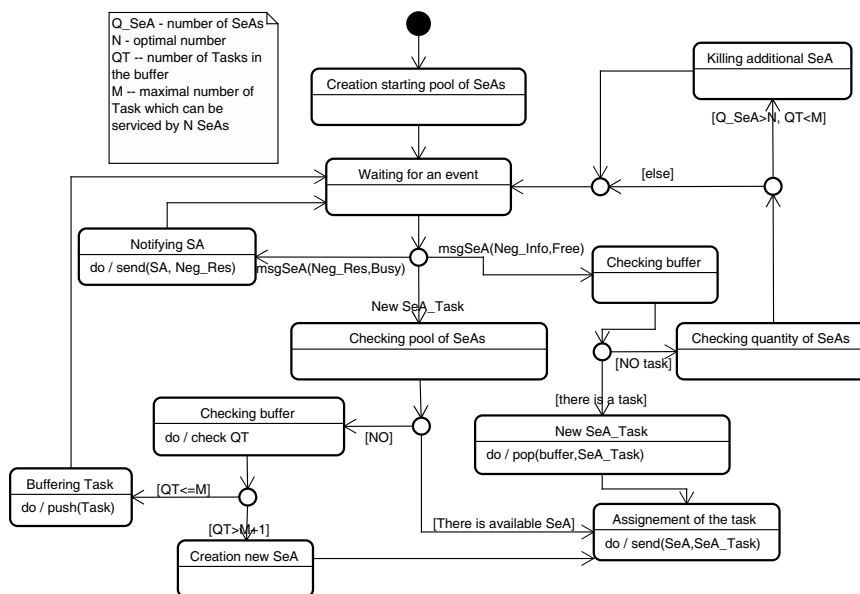 Q_SeA - number of SeAs
N - optimal number
QT -- number of Tasks in
the buffer
M -- maximal number of
Task which can be
serviced by N SeAs
Creation starting pool of SeAs
Killing additional SeA
[Q_SeA>N, QT<M]
Waiting for an event
[else]
Notifying SA
do / send(SA, Neg_Res)
msgSeA(Neg_Res,Busy)
msgSeA(Neg_Info,Free)
Checking buffer
New SeA_Task
Checking pool of SeAs
Checking quantity of SeAs
[NO task]
[there is a task]
Checking buffer
do / check QT
[NO]
New SeA_Task
do / pop(buffer,SeA_Task)
Buffering Task
do / push(Task)
[QT<=M]
[QT>M+1]
[There is available SeA]
Assignement of the task
do / send(SeA,SeA_Task)
Creation new SeA